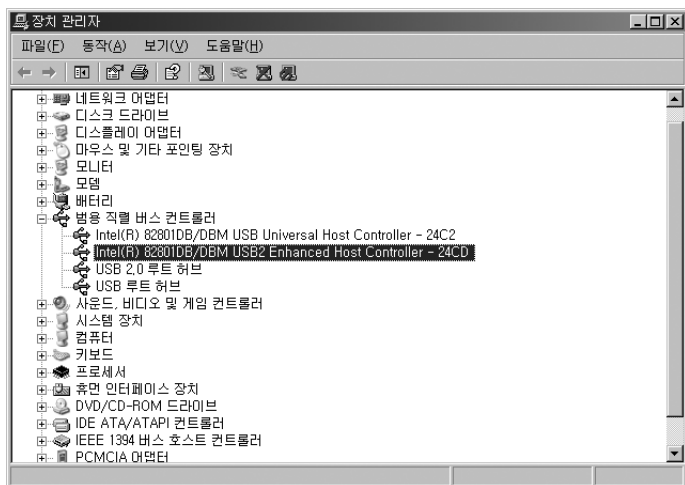 장치 관리자
파일(F) 동작(A) 보기(V) 도움말(H)
네트워크 어댑터
디스크 드라이브
디스플레이 어댑터
마우스 및 기타 포인팅 장치
모니터
모뎀
배터리
범용 직렬 버스 컨트롤러
Intel(R) 82801DB/DBM USB Universal Host Controller - 24C2
Intel(R) 82801DB/DBM USB2 Enhanced Host Controller - 24CD
USB 2.0 루트 허브
USB 루트 허브
사운드, 비디오 및 게임 컨트롤러
시스템 장치
컴퓨터
키보드
프로세서
휴먼 인터페이스 장치
DVD/CD-ROM 드라이브
IDE ATA/ATAPI 컨트롤러
IEEE 1394 버스 호스트 컨트롤러
PCMCIA 어댑터